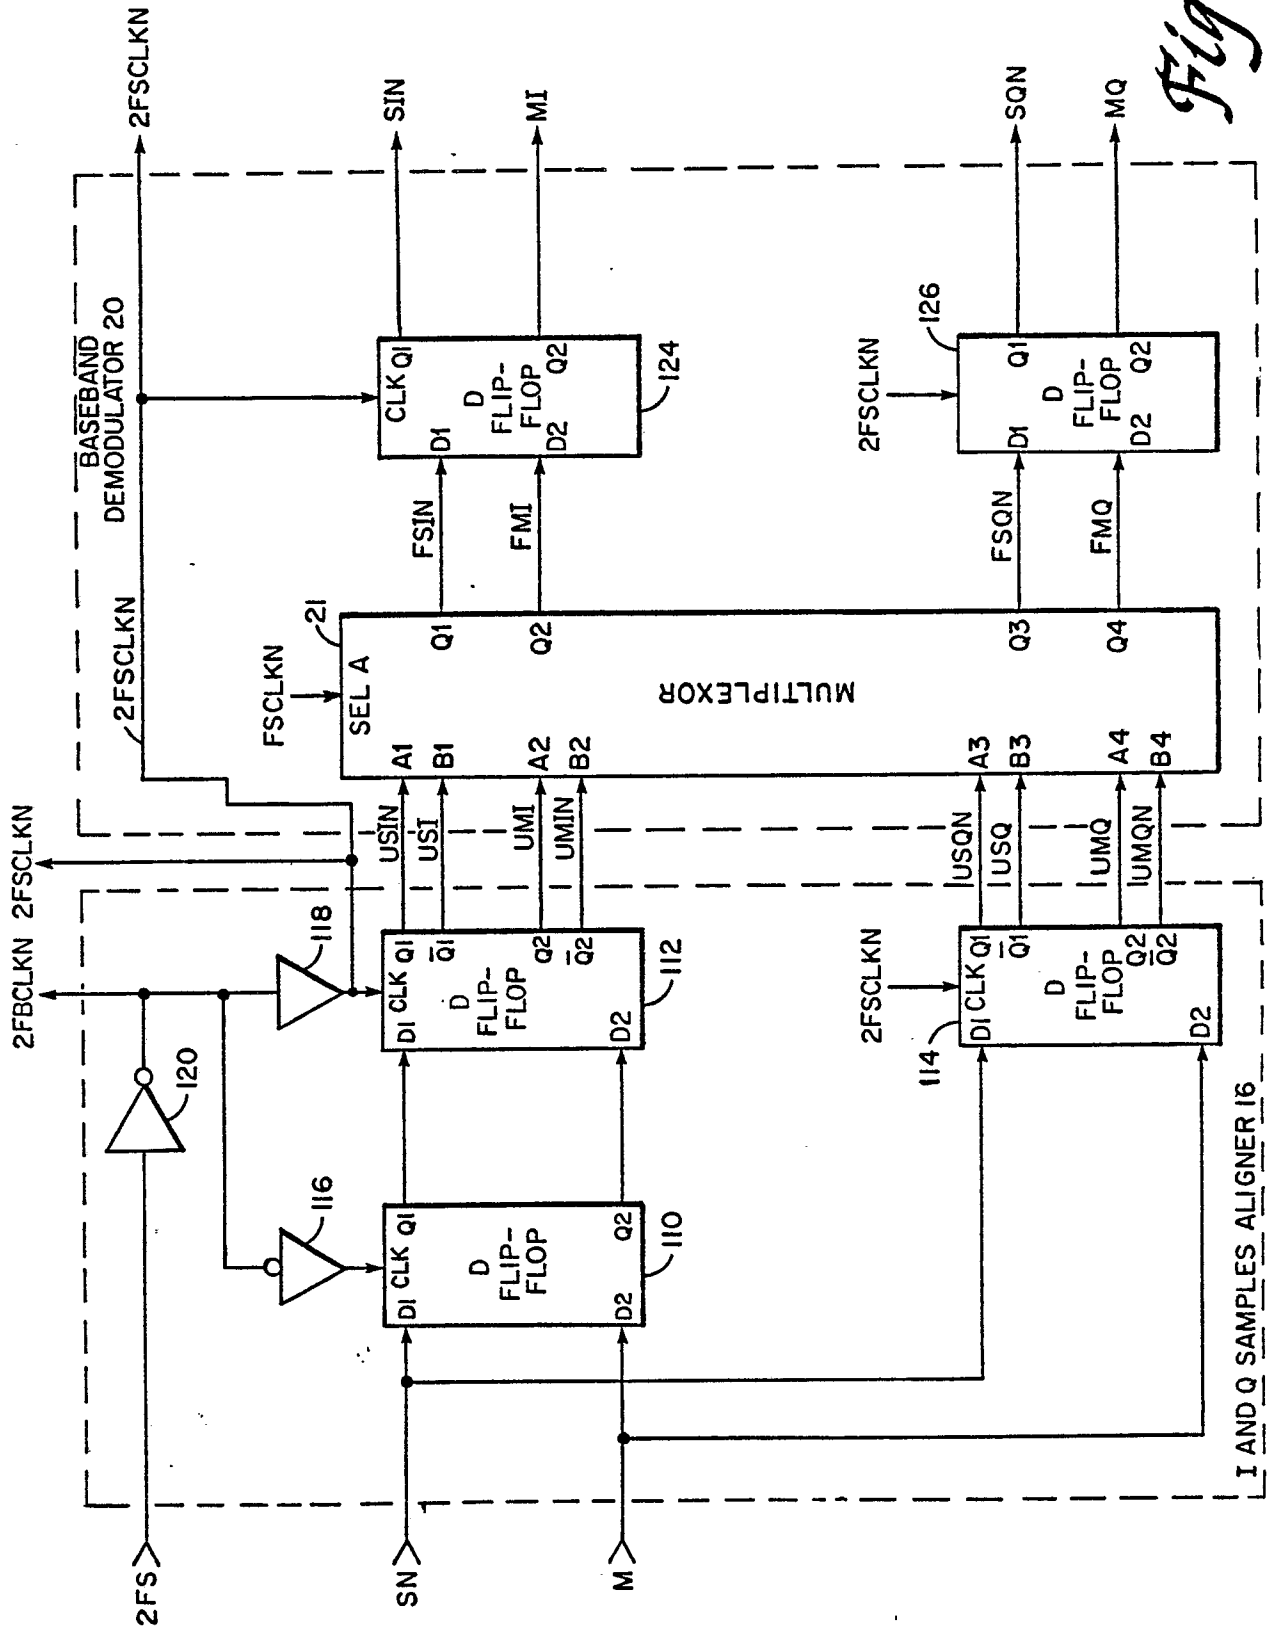 2FBCLKN
2FSCLKN
2FSCLKN
2FSCLKN
BASEBAND
DEMODULATOR 20
2FS
120
118
116
SN
M
D1
CLK
Q1
D
FLIP-
FLOP
D2
Q2
110
D1
CLK
Q1
Q̅1
D
FLIP-
FLOP
D2
Q2
Q̅2
112
2FSCLKN
114
D1
CLK
Q1
Q̅1
D
FLIP-
FLOP
D2
Q2
Q̅2
I AND Q SAMPLES ALIGNER 16
USIN
USI
UMI
UMIN
USQN
USQ
UMQ
UMQN
FSCLKN
21
SEL A
A1
B1
A2
B2
A3
B3
A4
B4
MULTIPLEXOR
Q1
Q2
Q3
Q4
FSIN
FMI
FSQN
FMQ
CLK
D1
Q1
D
FLIP-
FLOP
D2
Q2
124
2FSCLKN
126
D1
Q1
D
FLIP-
FLOP
D2
Q2
SIN
MI
SQN
MQ
Fig